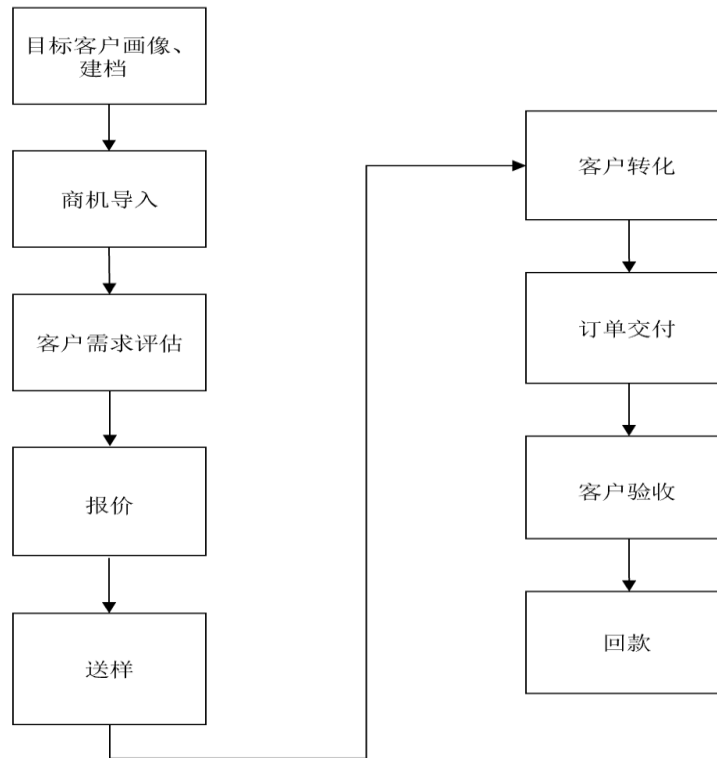 目标客户画像、
建档
商机导入
客户需求评估
报价
送样
客户转化
订单交付
客户验收
回款